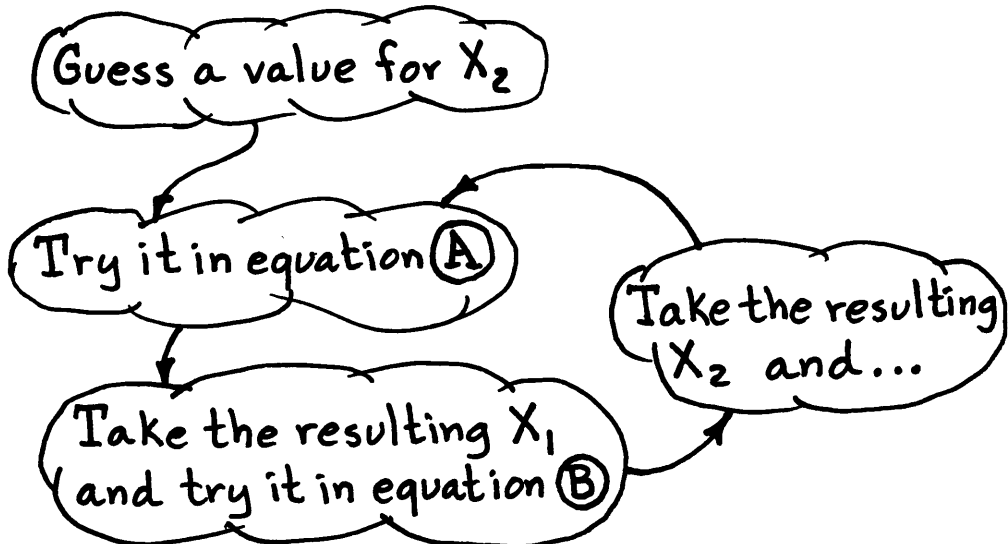 Guess a value for X₂
Try it in equation Ⓐ
Take the resulting X₁
and try it in equation Ⓑ
Take the resulting
X₂ and...